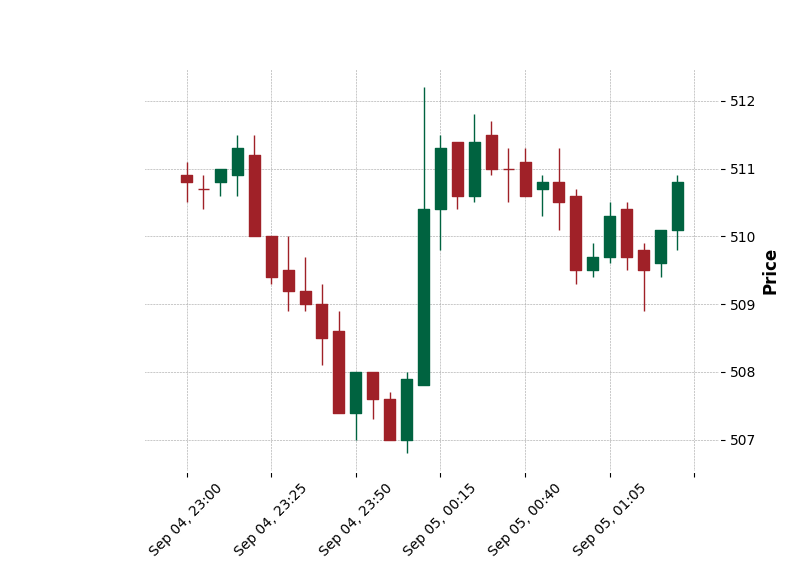 512
511
510
509
508
507
Price
Sep 04, 23:00
Sep 04, 23:25
Sep 04, 23:50
Sep 05, 00:15
Sep 05, 00:40
Sep 05, 01:05